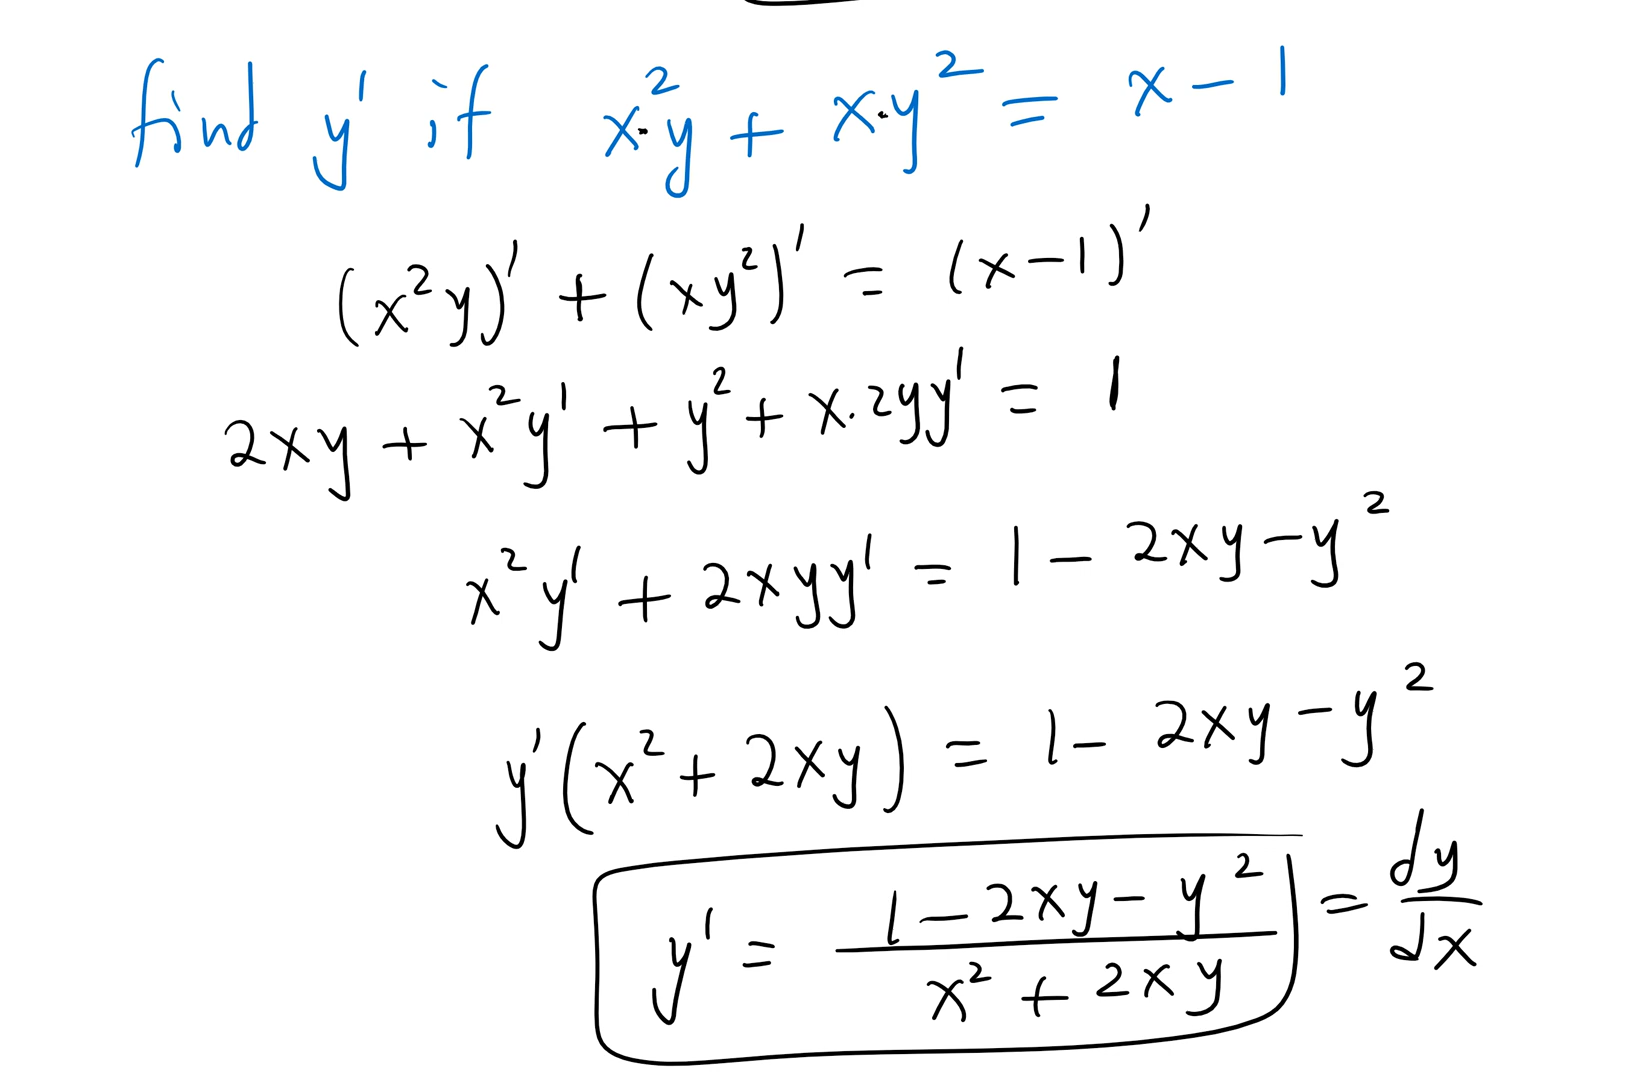 find y' if x²·y + x·y² = x - 1
(x²y)' + (xy²)' = (x-1)'
2xy + x²y' + y² + x·2yy' = 1
x²y' + 2xyy' = 1 - 2xy - y²
y'(x² + 2xy) = 1 - 2xy - y²
y' = (1 - 2xy - y²)/(x² + 2xy) = dy/dx